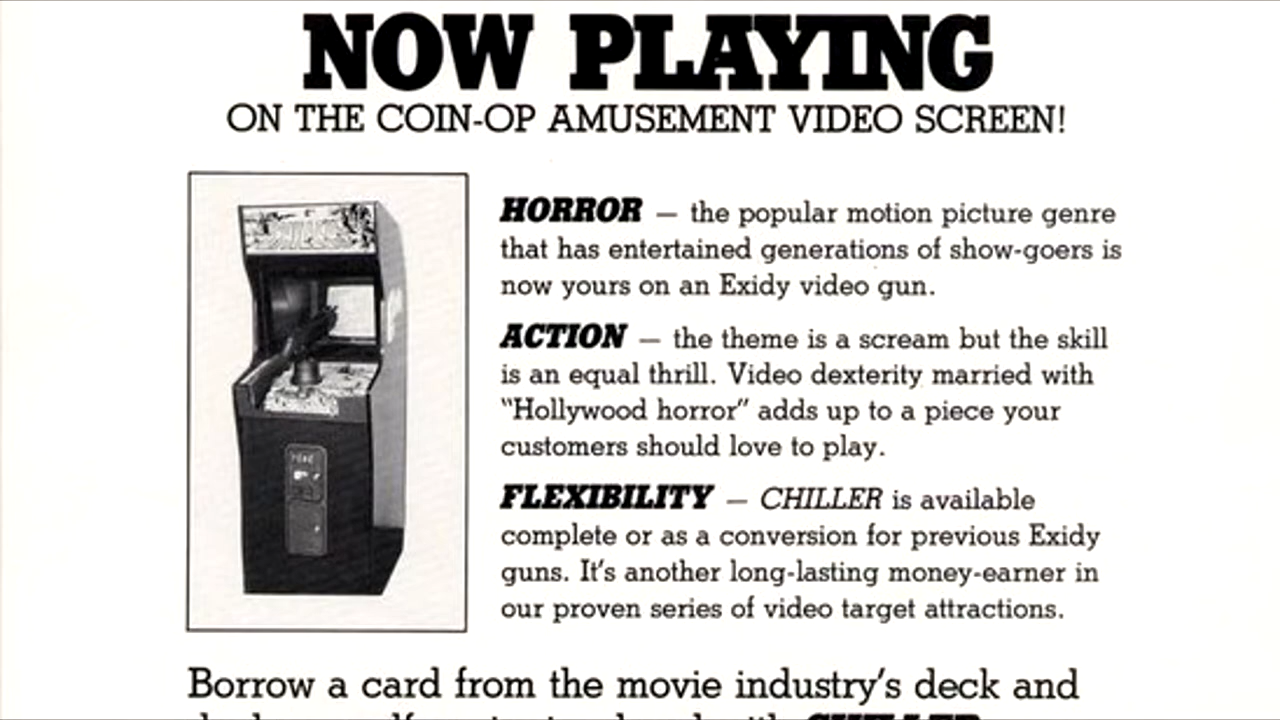 NOW PLAYING
ON THE COIN-OP AMUSEMENT VIDEO SCREEN!
HORROR — the popular motion picture genre
that has entertained generations of show-goers is
now yours on an Exidy video gun.
ACTION — the theme is a scream but the skill
is an equal thrill. Video dexterity married with
"Hollywood horror" adds up to a piece your
customers should love to play.
FLEXIBILITY — CHILLER is available
complete or as a conversion for previous Exidy
guns. It's another long-lasting money-earner in
our proven series of video target attractions.
Borrow a card from the movie industry's deck and